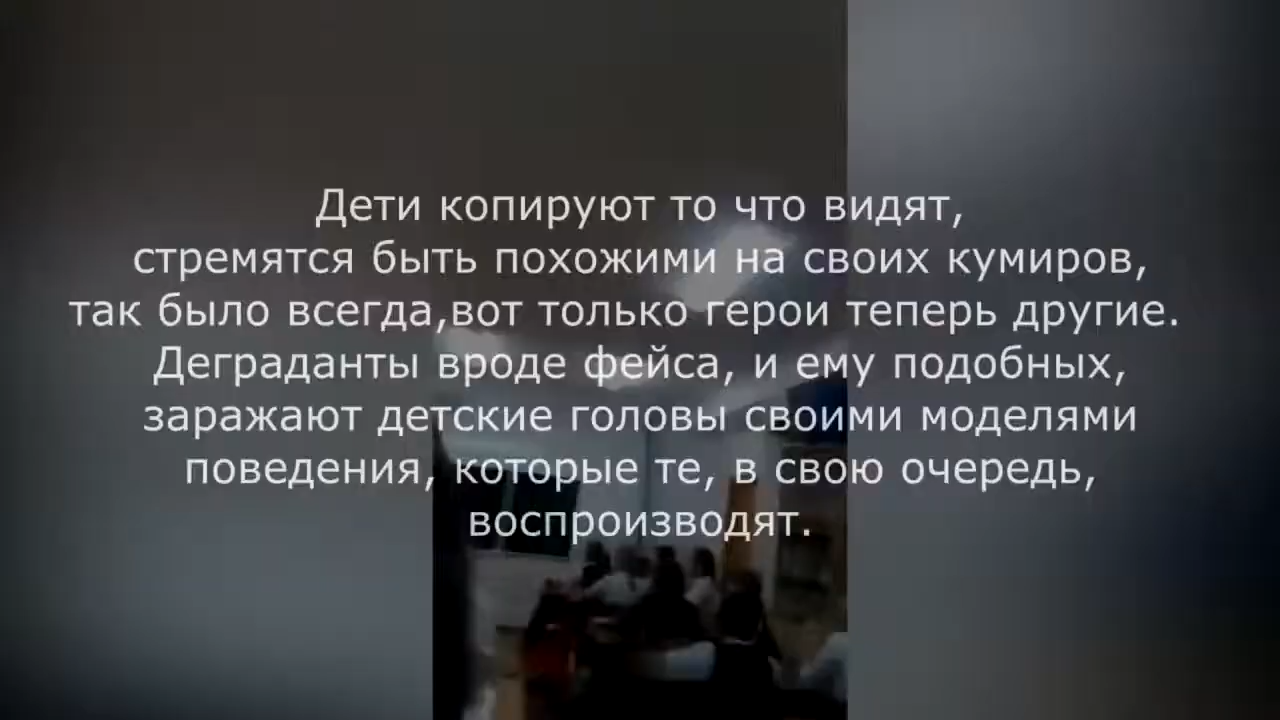 Дети копируют то что видят,
стремятся быть похожими на своих кумиров,
так было всегда,вот только герои теперь другие.
Деграданты вроде фейса, и ему подобных,
заражают детские головы своими моделями
поведения, которые те, в свою очередь,
воспроизводят.